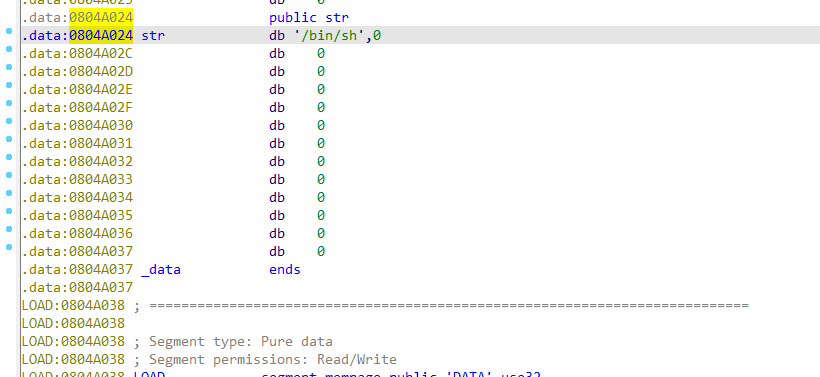 .data:0804A023 db 0
.data:0804A024 public str
.data:0804A024 str db '/bin/sh',0
.data:0804A02C db 0
.data:0804A02D db 0
.data:0804A02E db 0
.data:0804A02F db 0
.data:0804A030 db 0
.data:0804A031 db 0
.data:0804A032 db 0
.data:0804A033 db 0
.data:0804A034 db 0
.data:0804A035 db 0
.data:0804A036 db 0
.data:0804A037 db 0
.data:0804A037 _data ends
.data:0804A037
LOAD:0804A038 ; ===========================================================================
LOAD:0804A038
LOAD:0804A038 ; Segment type: Pure data
LOAD:0804A038 ; Segment permissions: Read/Write
LOAD:0804A038 LOAD segment mempage public 'DATA' use32